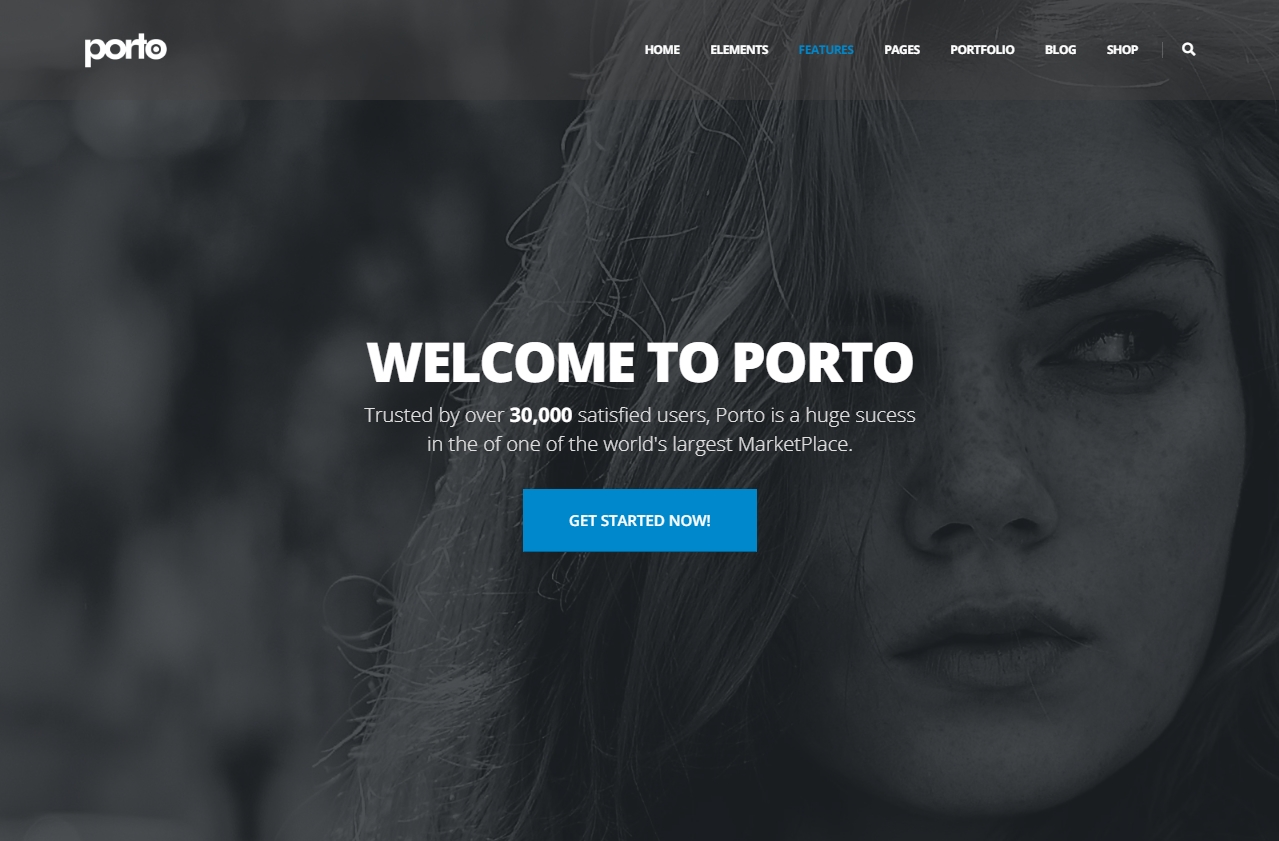 porto
HOME ELEMENTS FEATURES PAGES PORTFOLIO BLOG SHOP
WELCOME TO PORTO
Trusted by over 30,000 satisfied users, Porto is a huge sucess
in the of one of the world's largest MarketPlace.
GET STARTED NOW!